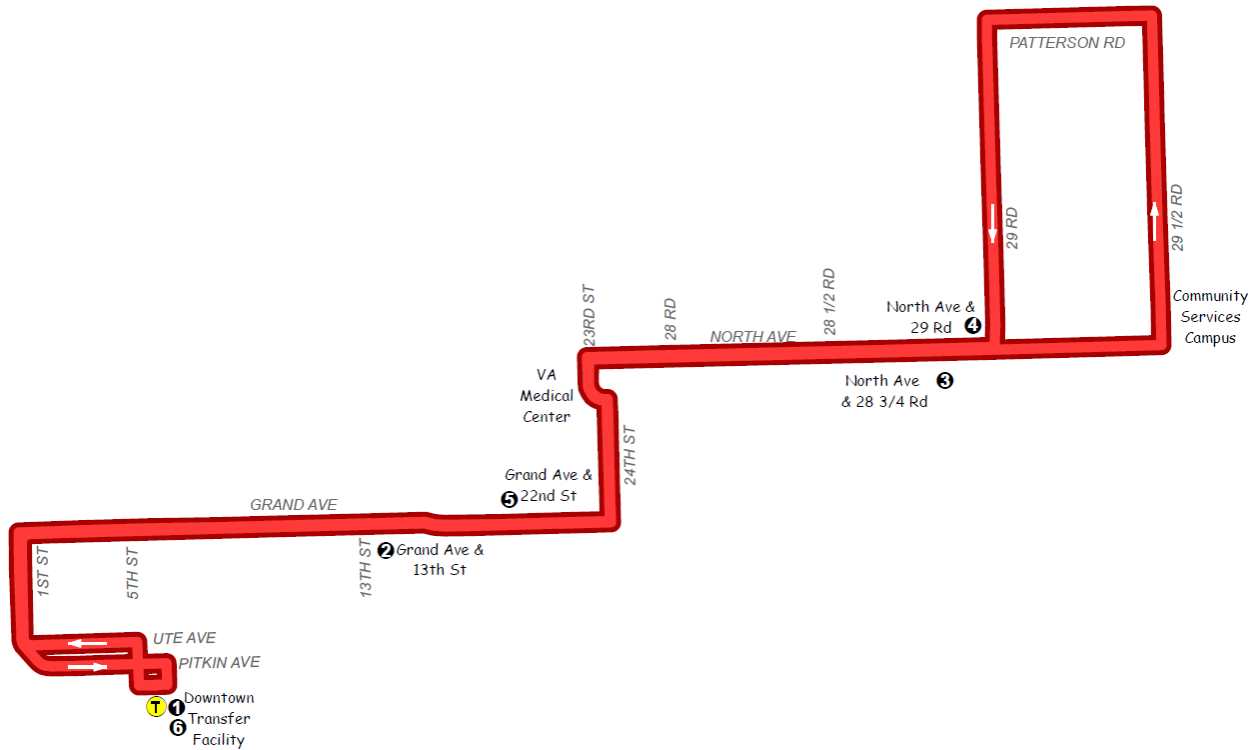 PATTERSON RD
29 RD
29 1/2 RD
23RD ST
28 RD
28 1/2 RD
NORTH AVE
North Ave &
29 Rd 4
Community
Services
Campus
VA
Medical
Center
North Ave 3
& 28 3/4 Rd
24TH ST
Grand Ave &
5 22nd St
GRAND AVE
1ST ST
5TH ST
13TH ST
2 Grand Ave &
13th St
UTE AVE
PITKIN AVE
T 1 Downtown
6 Transfer
Facility